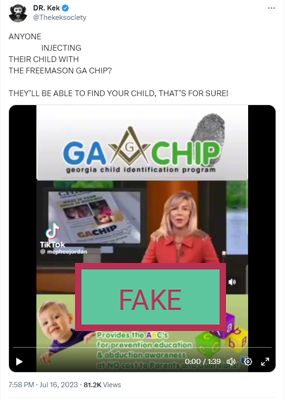 DR. Kek
@Thekeksociety
ANYONE
INJECTING
THEIR CHILD WITH
THE FREEMASON GA CHIP?
THEY'LL BE ABLE TO FIND YOUR CHILD, THAT'S FOR SURE!
GA CHIP
G
georgia child identification program
TikTok
FAKE
Provides the ABC's
for prevention education
& abduction awareness
at NO cost to Parents
0:00 / 1:39
7:58 PM · Jul 16, 2023 · 81.2K Views